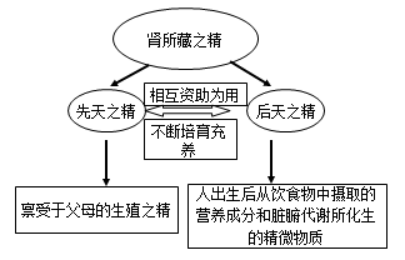 肾所藏之精
先天之精
相互资助为用
后天之精
不断培育充
养
禀受于父母的生殖之精
人出生后从饮食物中摄取的
营养成分和脏腑代谢所化生
的精微物质